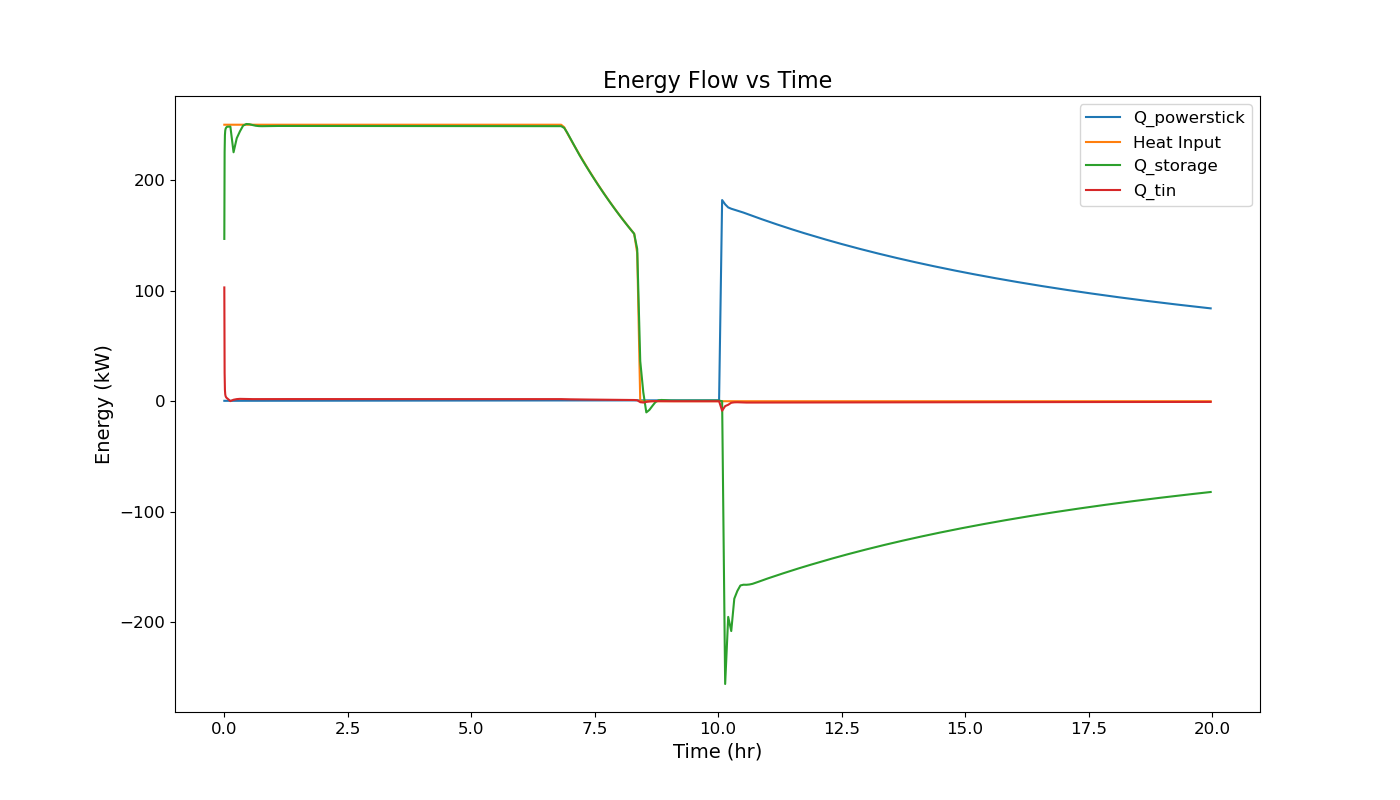 Energy Flow vs Time
Q_powerstick
Heat Input
Q_storage
Q_tin
Energy (kW)
200
100
0
−100
−200
0.0 2.5 5.0 7.5 10.0 12.5 15.0 17.5 20.0
Time (hr)